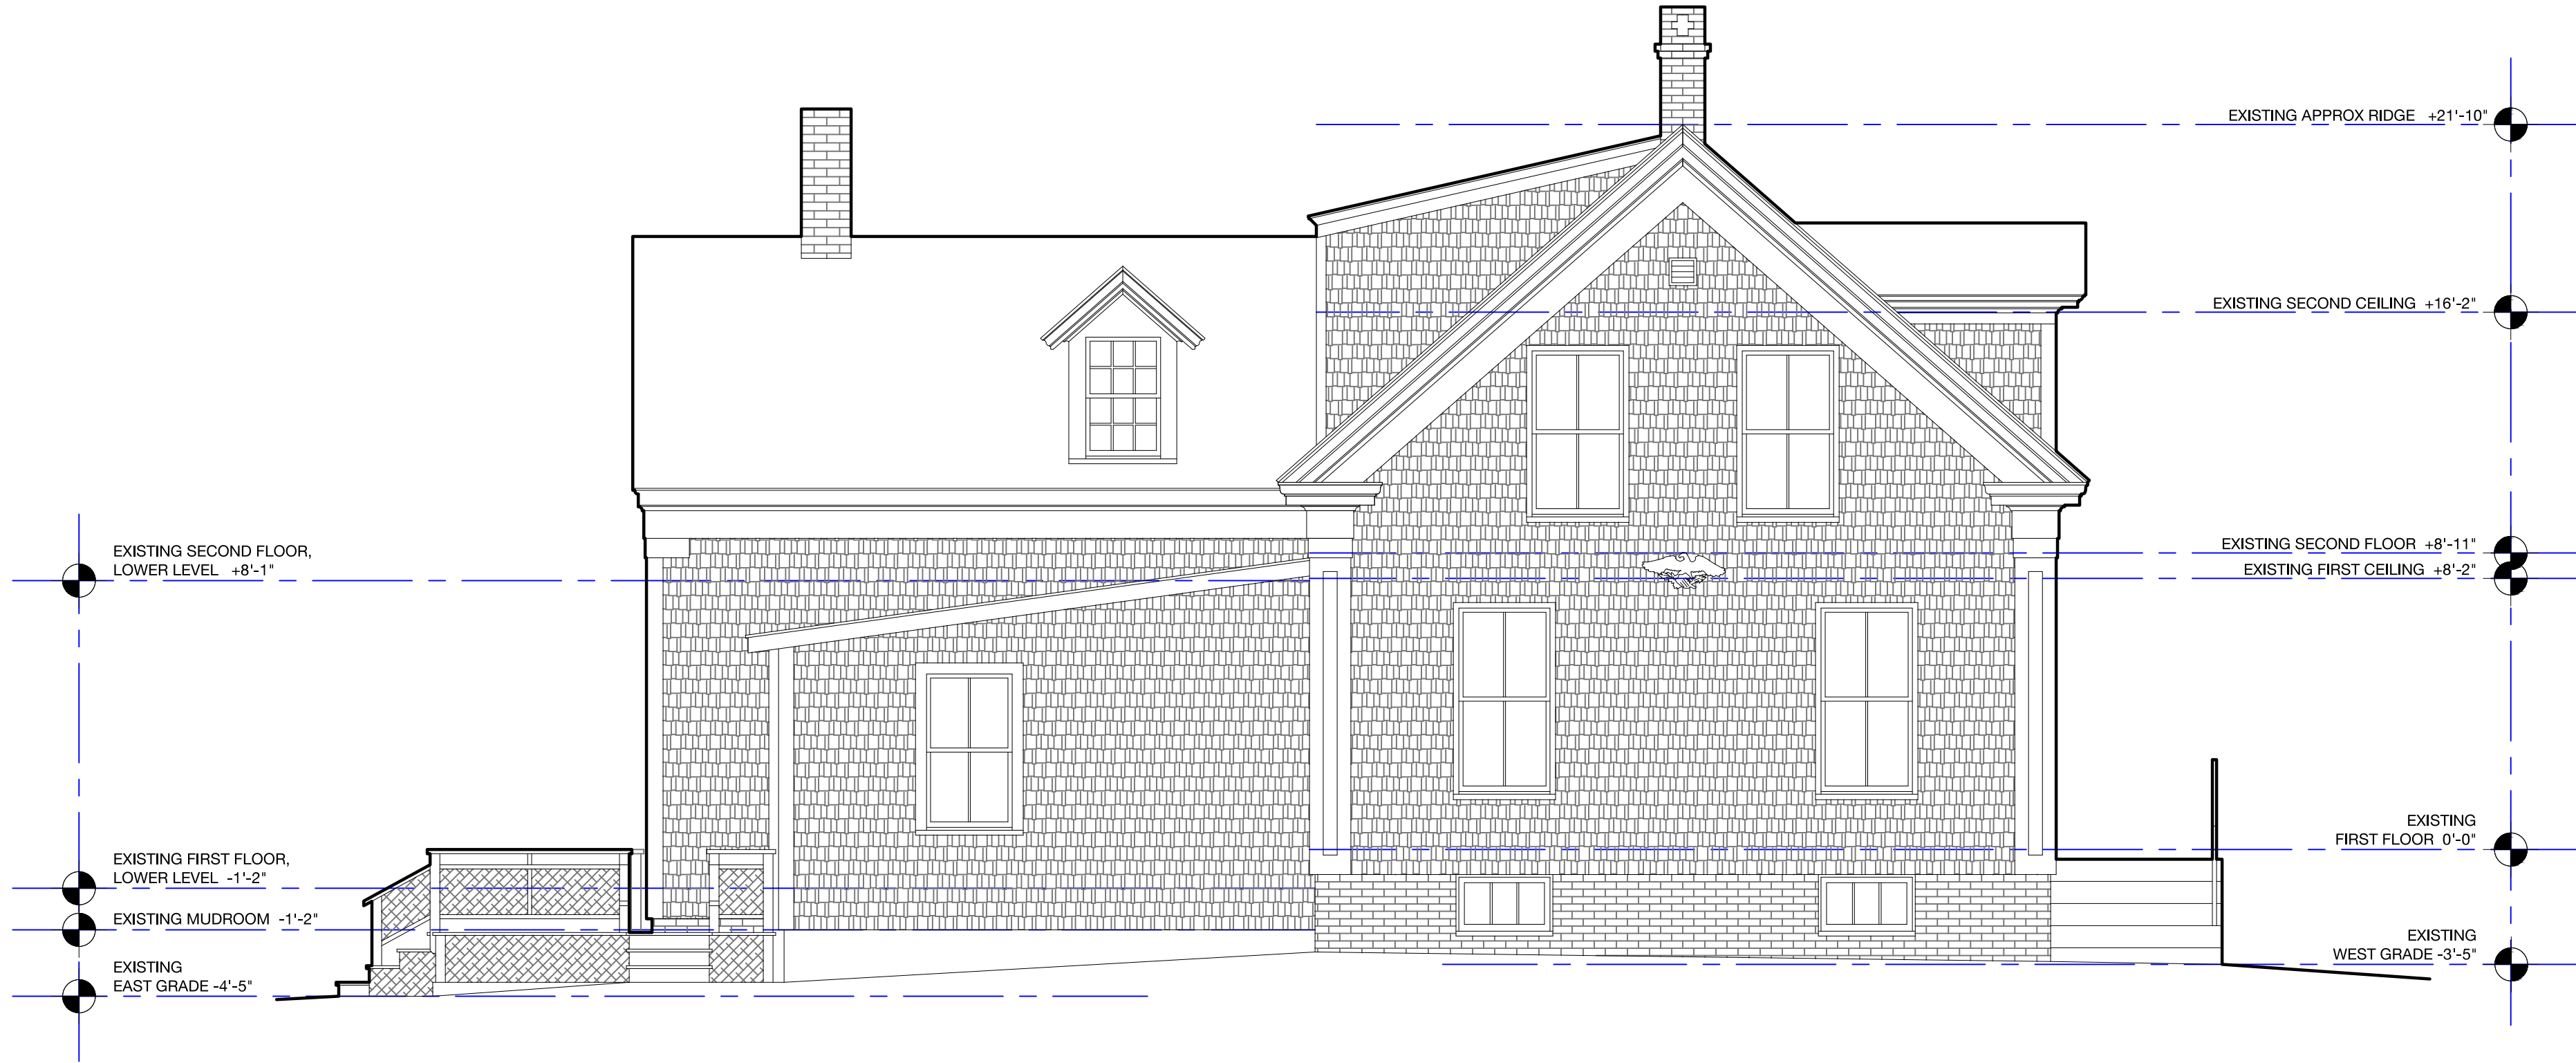 EXISTING APPROX RIDGE +21'-10"
EXISTING SECOND CEILING +16'-2"
EXISTING SECOND FLOOR,
LOWER LEVEL +8'-1"
EXISTING SECOND FLOOR +8'-11"
EXISTING FIRST CEILING +8'-2"
EXISTING
FIRST FLOOR 0'-0"
EXISTING FIRST FLOOR,
LOWER LEVEL -1'-2"
EXISTING MUDROOM -1'-2"
EXISTING
WEST GRADE -3'-5"
EXISTING
EAST GRADE -4'-5"